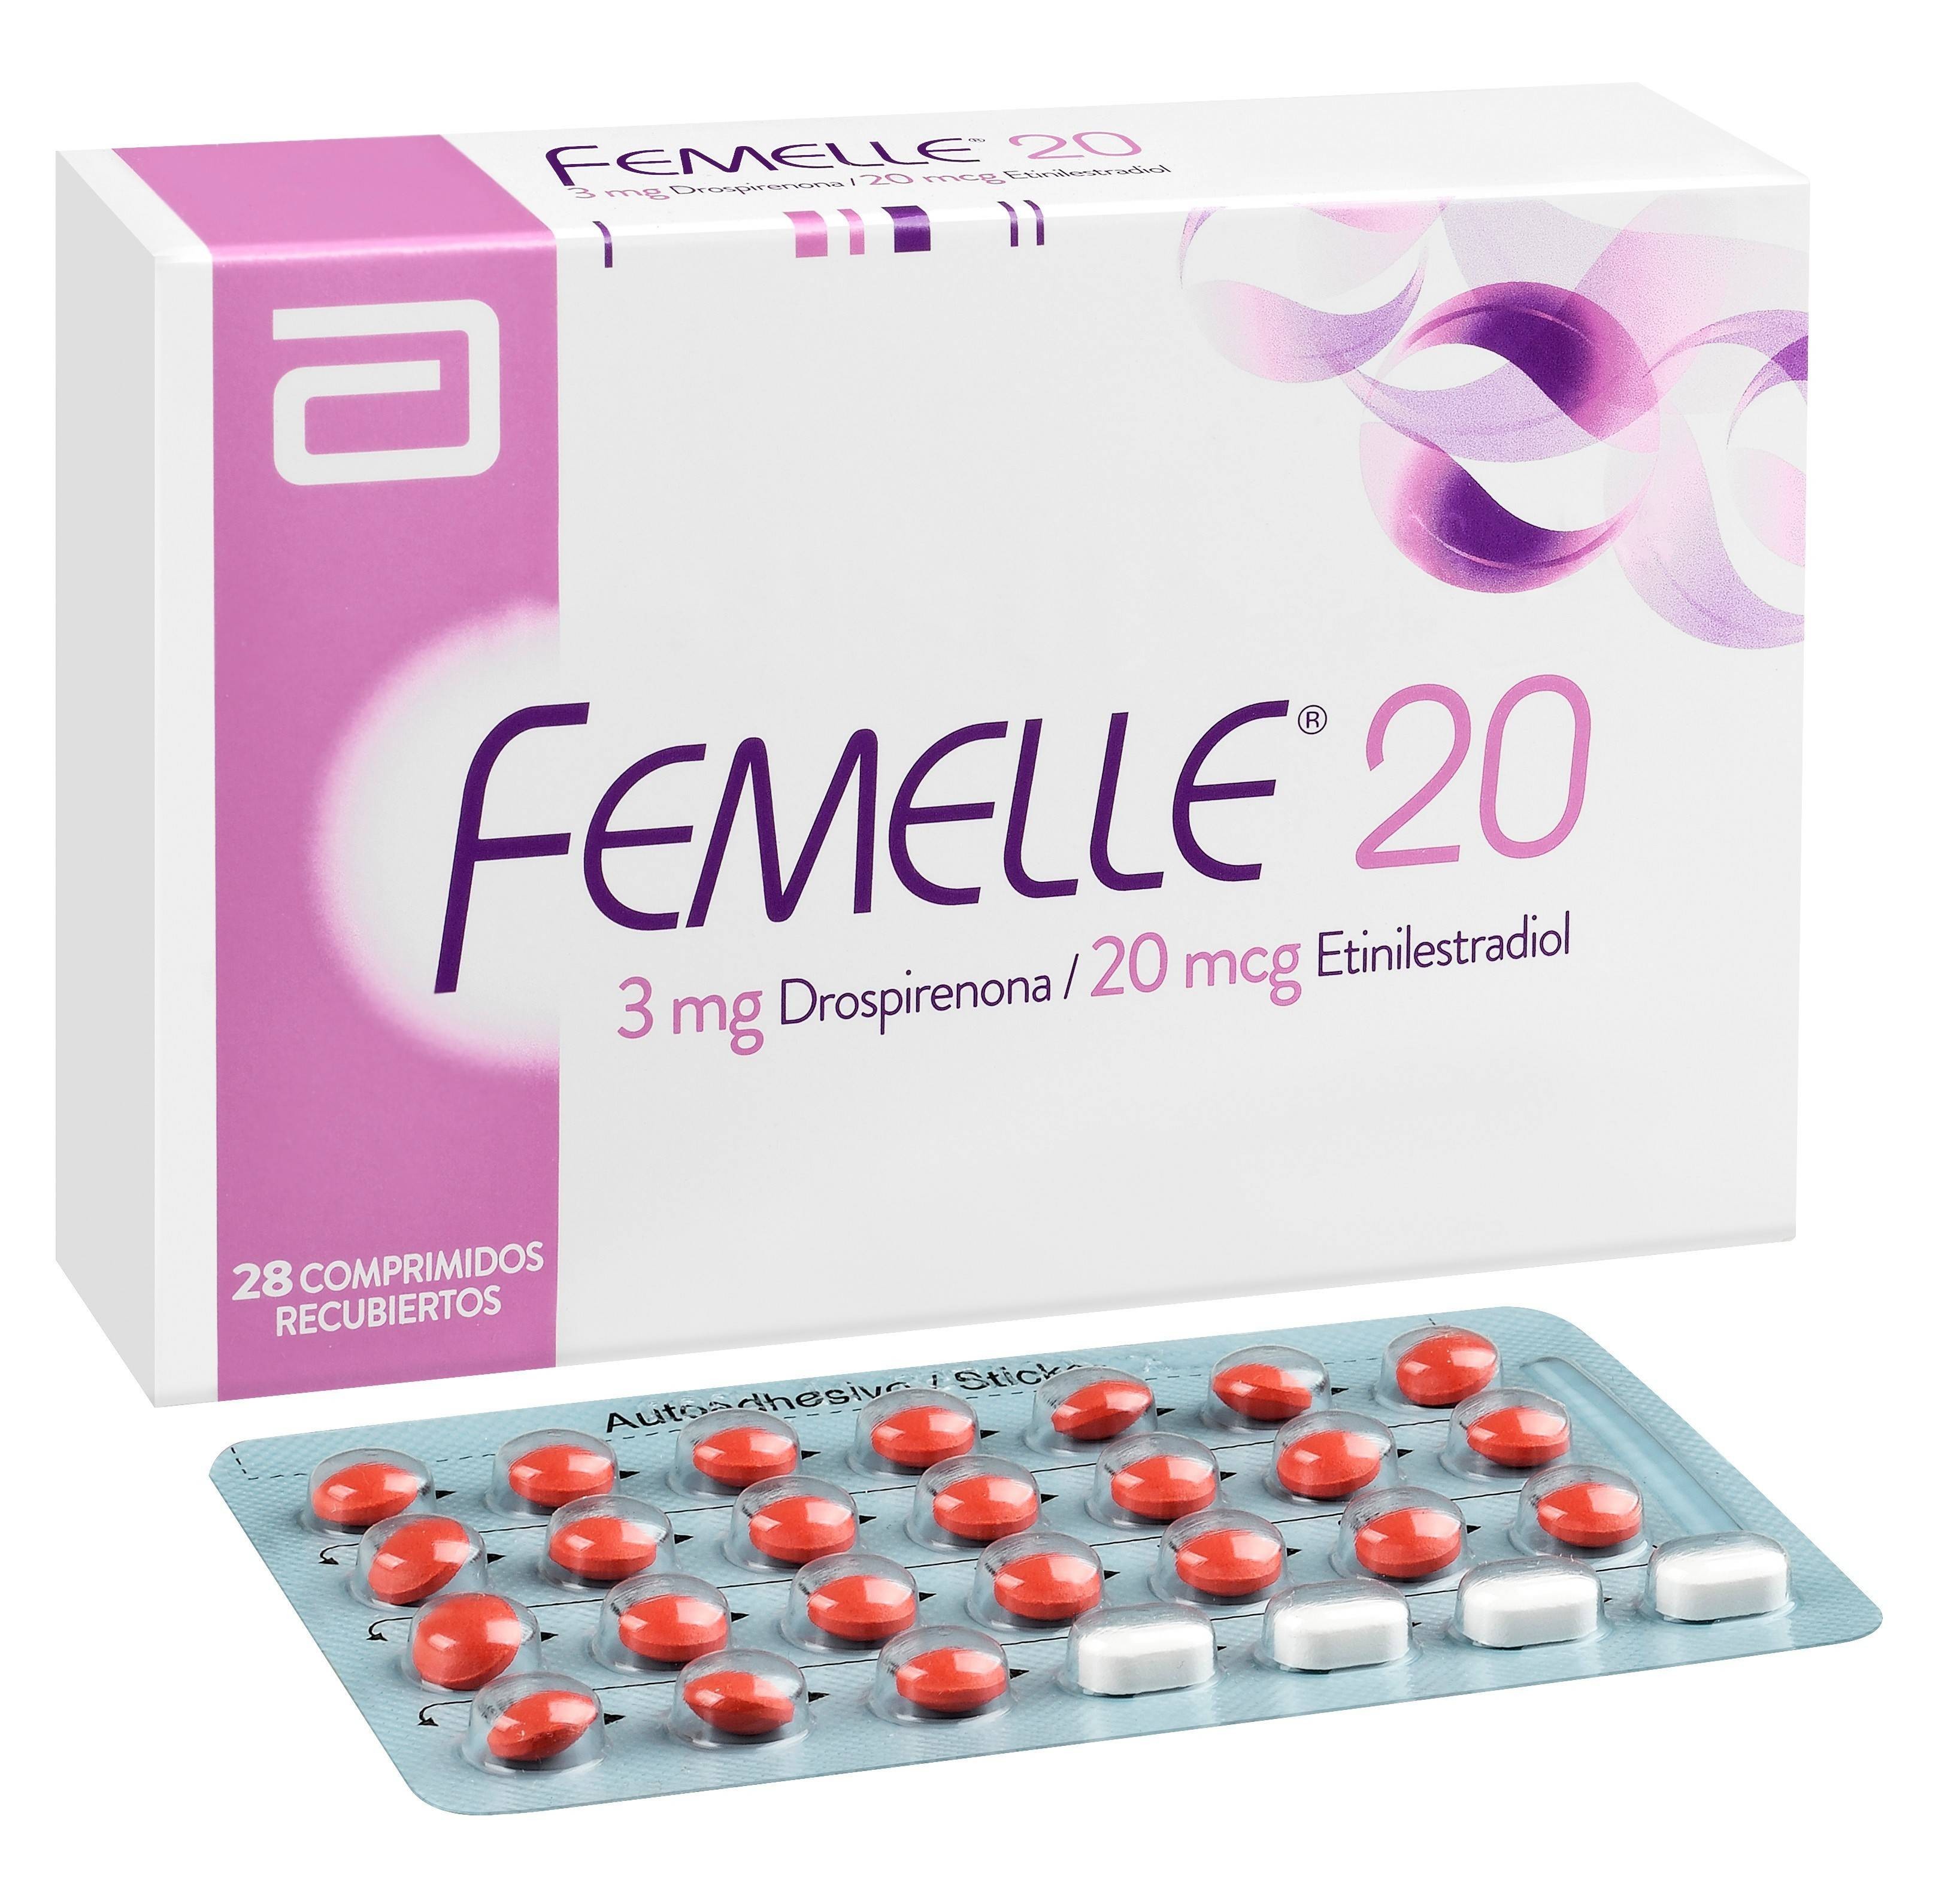 FEMELLE® 20
3 mg Drospirenona / 20 mcg Etinilestradiol
FEMELLE® 20
3 mg Drospirenona / 20 mcg Etinilestradiol
28 COMPRIMIDOS
RECUBIERTOS
Autoadhesivo /